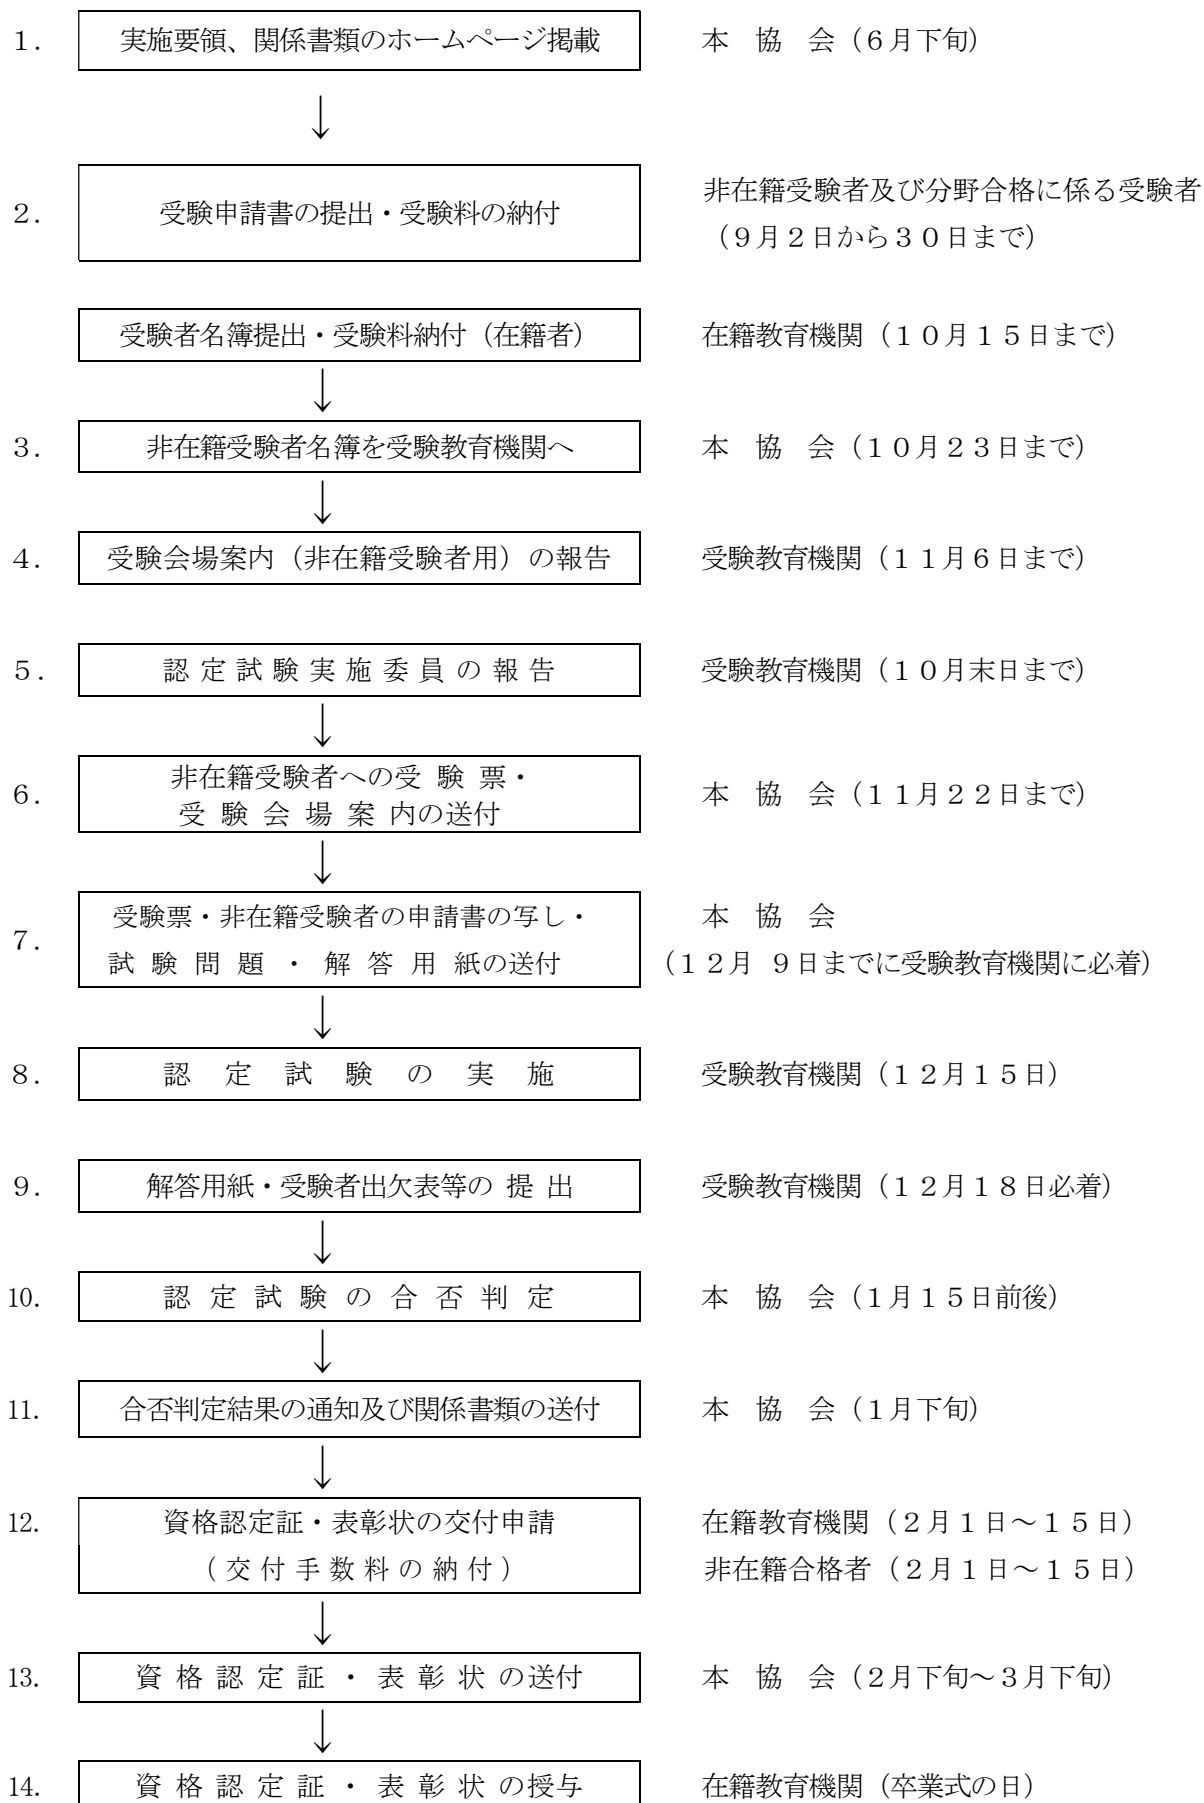 １． 実施要領、関係書類のホームページ掲載 本 協 会（６月下旬）
↓
２． 受験申請書の提出・受験料の納付 非在籍受験者及び分野合格に係る受験者
（９月２日から３０日まで）
受験者名簿提出・受験料納付（在籍者） 在籍教育機関（１０月１５日まで）
↓
３． 非在籍受験者名簿を受験教育機関へ 本 協 会（１０月２３日まで）
↓
４． 受験会場案内（非在籍受験者用）の報告 受験教育機関（１１月６日まで）
５． 認 定 試 験 実 施 委 員 の 報 告 受験教育機関（１０月末日まで）
↓
６． 非在籍受験者への受 験 票・
受 験 会 場 案 内の送付 本 協 会（１１月２２日まで）
↓
７． 受験票・非在籍受験者の申請書の写し・ 本 協 会
試 験 問 題 ・ 解 答 用 紙の送付 （１２月 ９日までに受験教育機関に必着）
↓
８． 認 定 試 験 の 実 施 受験教育機関（１２月１５日）
９． 解答用紙・受験者出欠表等の 提 出 受験教育機関（１２月１８日必着）
↓
10. 認 定 試 験 の 合 否 判 定 本 協 会（１月１５日前後）
↓
11. 合否判定結果の通知及び関係書類の送付 本 協 会（１月下旬）
↓
12. 資格認定証・表彰状の交付申請 在籍教育機関（２月１日～１５日）
（ 交 付 手 数 料 の 納 付 ） 非在籍合格者（２月１日～１５日）
↓
13. 資 格 認 定 証 ・ 表 彰 状 の送付 本 協 会（２月下旬～３月下旬）
↓
14. 資 格 認 定 証 ・ 表 彰 状 の授与 在籍教育機関（卒業式の日）